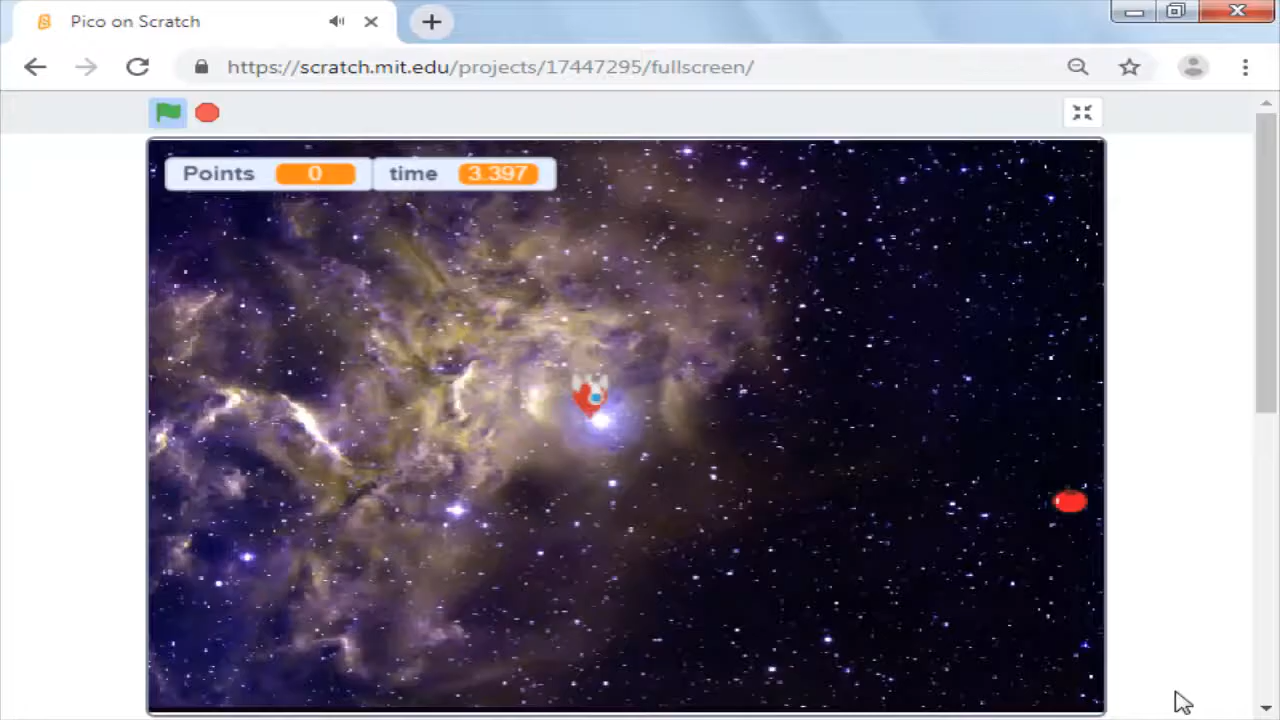 Pico on Scratch
https://scratch.mit.edu/projects/17447295/fullscreen/
Points 0 time 3.397